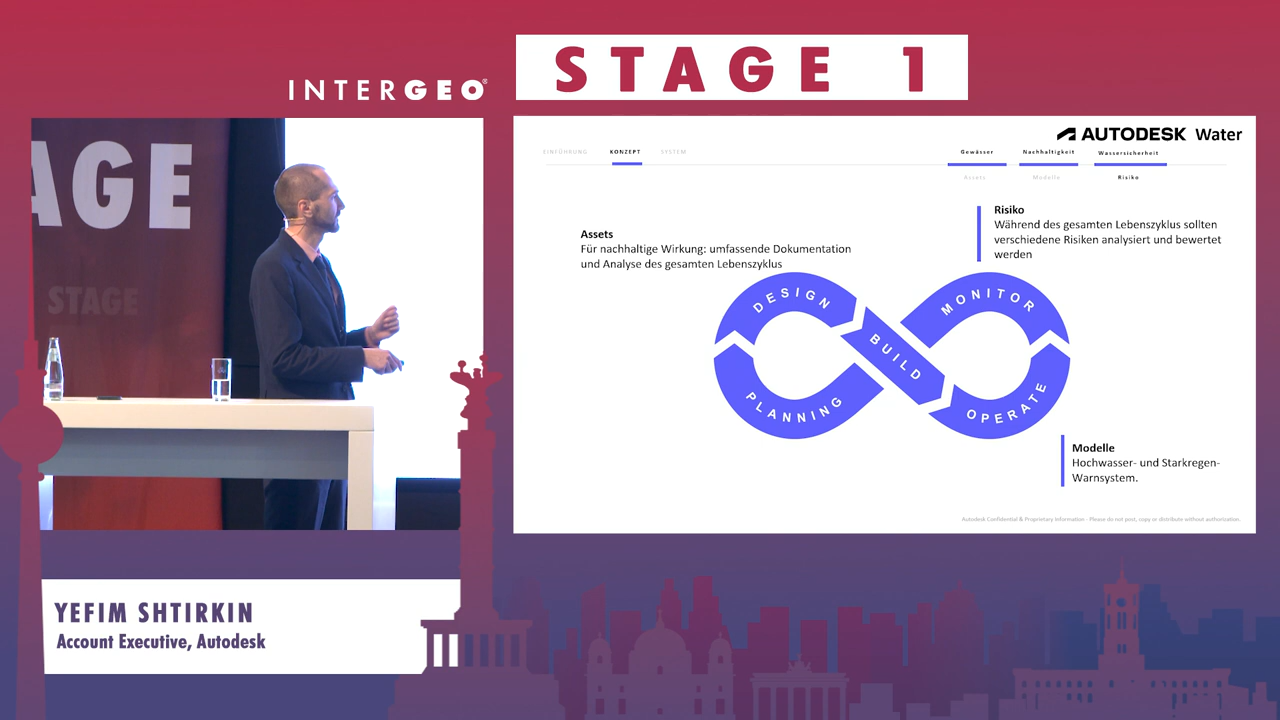 STAGE 1
INTERGEO®
AGE
STAGE
YEFIM SHTIRKIN
Account Executive, Autodesk
AUTODESK Water
EINFÜHRUNG KONZEPT SYSTEM
Gewässer Nachhaltigkeit Wassersicherheit
Assets Modelle Risiko
Assets
Für nachhaltige Wirkung: umfassende Dokumentation
und Analyse des gesamten Lebenszyklus
Risiko
Während des gesamten Lebenszyklus sollten
verschiedene Risiken analysiert und bewertet
werden
DESIGN
MONITOR
BUILD
PLANNING
OPERATE
Modelle
Hochwasser- und Starkregen-
Warnsystem.
Autodesk Confidential & Proprietary Information - Please do not post, copy or distribute without authorization.